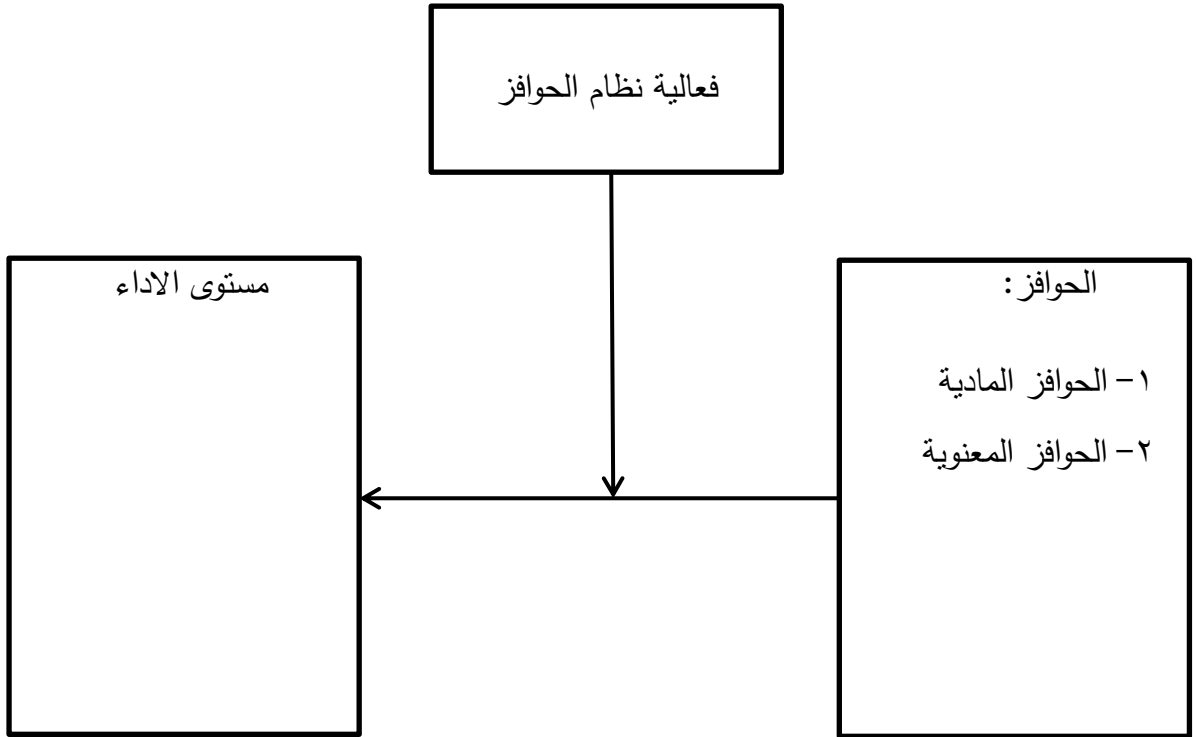 فعالية نظام الحوافز
الحوافز:
١- الحوافز المادية
٢- الحوافز المعنوية
مستوى الاداء